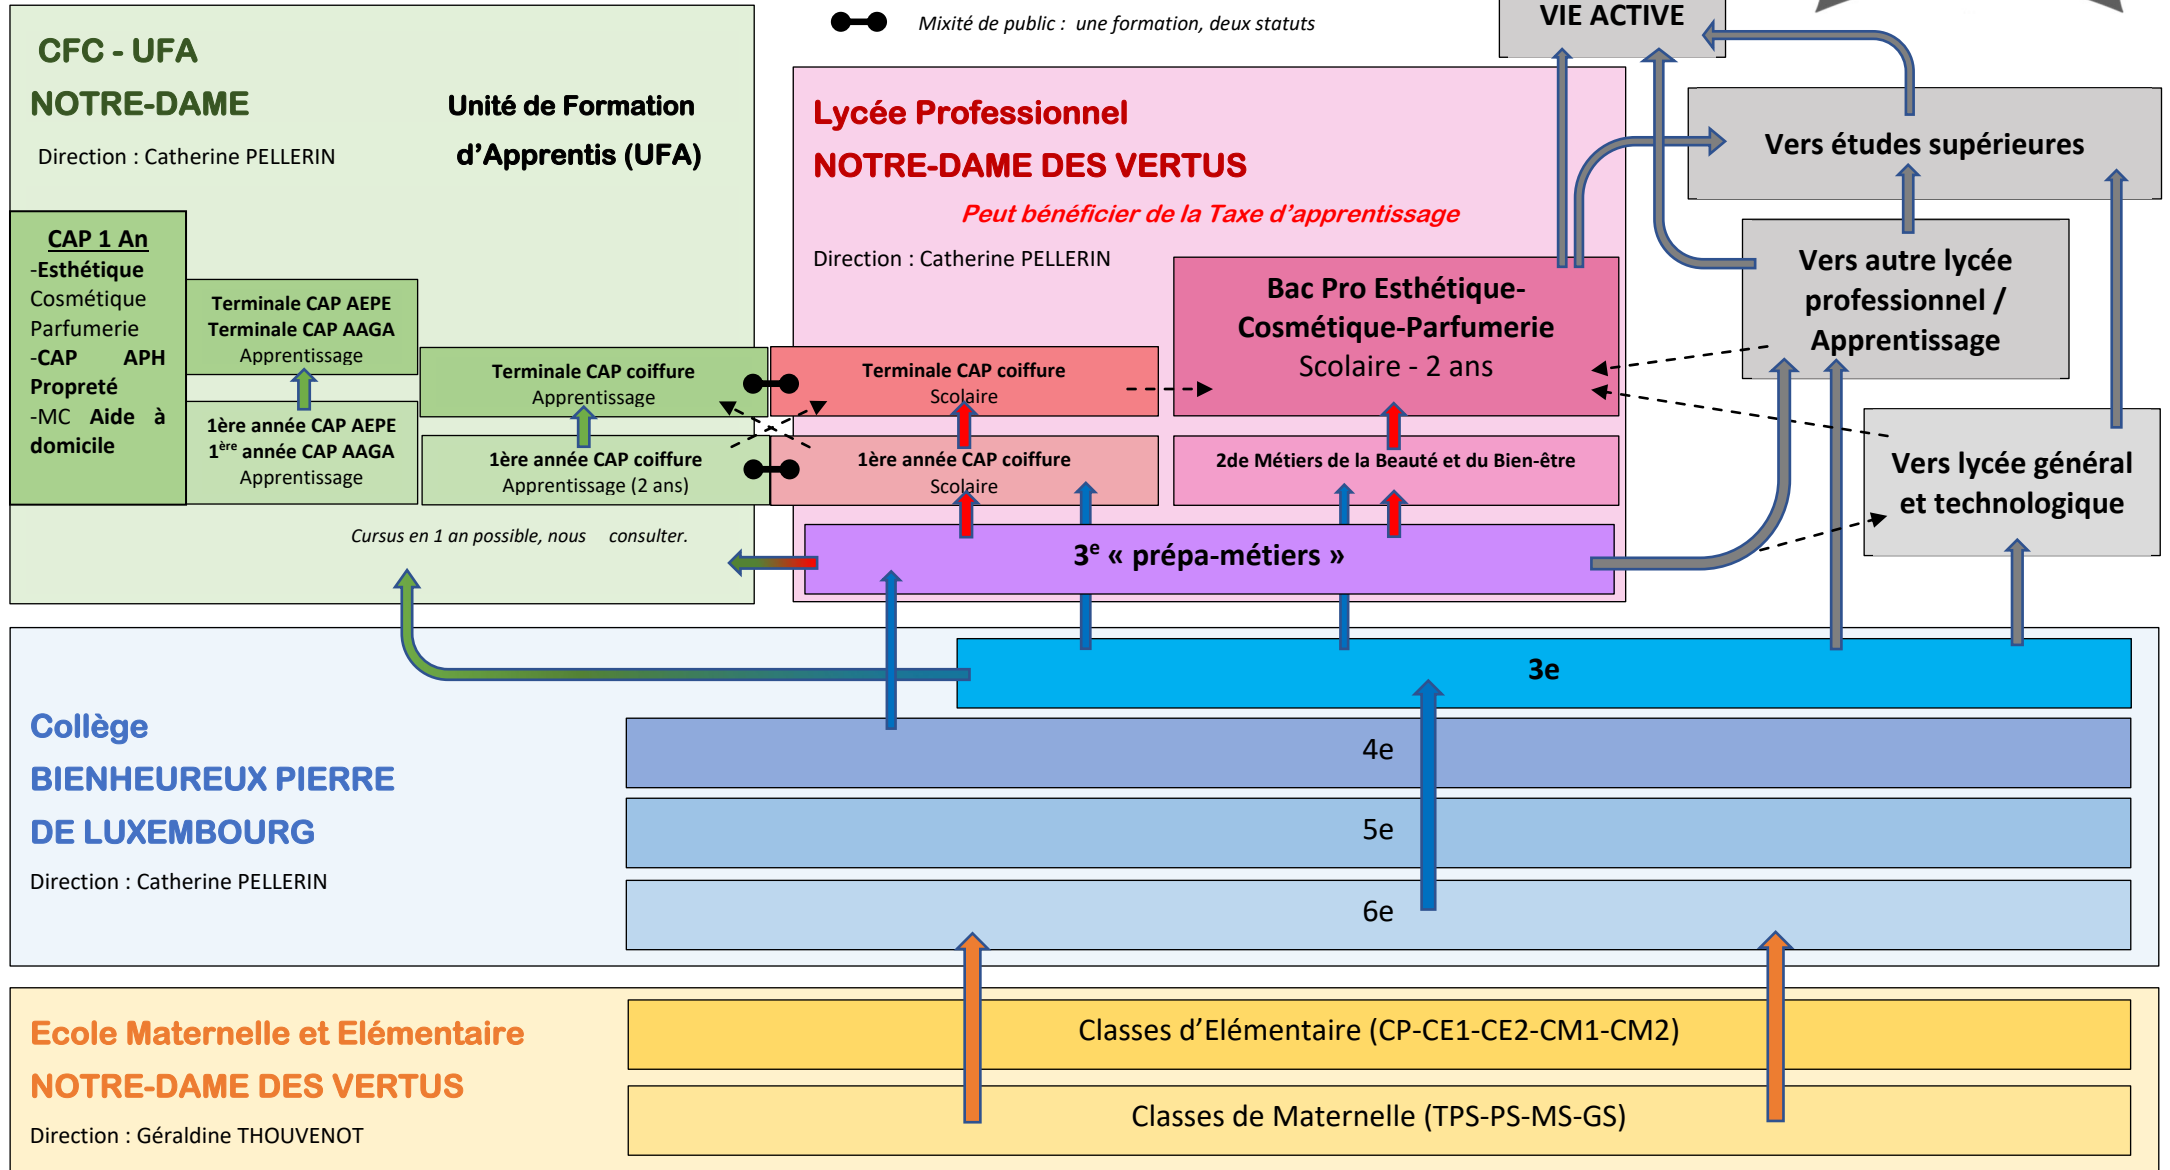 Mixité de public : une formation, deux statuts
VIE ACTIVE
CFC - UFA
NOTRE-DAME
Direction : Catherine PELLERIN
Unité de Formation
d’Apprentis (UFA)
Lycée Professionnel
NOTRE-DAME DES VERTUS
Peut bénéficier de la Taxe d’apprentissage
Direction : Catherine PELLERIN
Vers études supérieures
CAP 1 An
-Esthétique
Cosmétique
Parfumerie
-CAP APH
Propreté
-MC Aide à
domicile
Terminale CAP AEPE
Terminale CAP AAGA
Apprentissage
1ère année CAP AEPE
1ère année CAP AAGA
Apprentissage
Terminale CAP coiffure
Apprentissage
1ère année CAP coiffure
Apprentissage (2 ans)
Terminale CAP coiffure
Scolaire
1ère année CAP coiffure
Scolaire
Bac Pro Esthétique-
Cosmétique-Parfumerie
Scolaire - 2 ans
2de Métiers de la Beauté et du Bien-être
Vers autre lycée
professionnel /
Apprentissage
Vers lycée général
et technologique
Cursus en 1 an possible, nous consulter.
3e « prépa-métiers »
3e
Collège
BIENHEUREUX PIERRE
DE LUXEMBOURG
Direction : Catherine PELLERIN
4e
5e
6e
Ecole Maternelle et Elémentaire
NOTRE-DAME DES VERTUS
Direction : Géraldine THOUVENOT
Classes d’Elémentaire (CP-CE1-CE2-CM1-CM2)
Classes de Maternelle (TPS-PS-MS-GS)